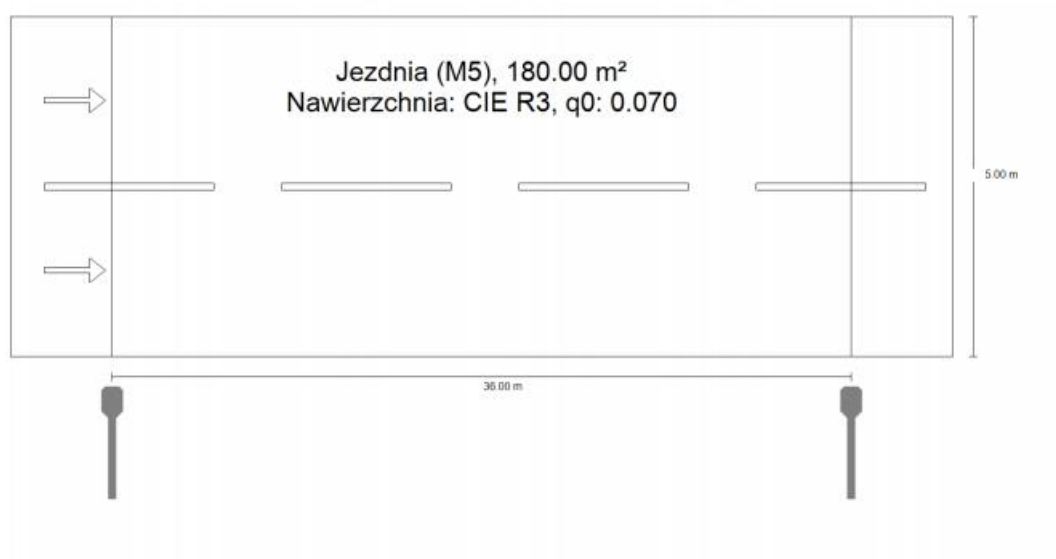 Jezdnia (M5), 180.00 m²
Nawierzchnia: CIE R3, q0: 0.070
5.00 m
36.00 m